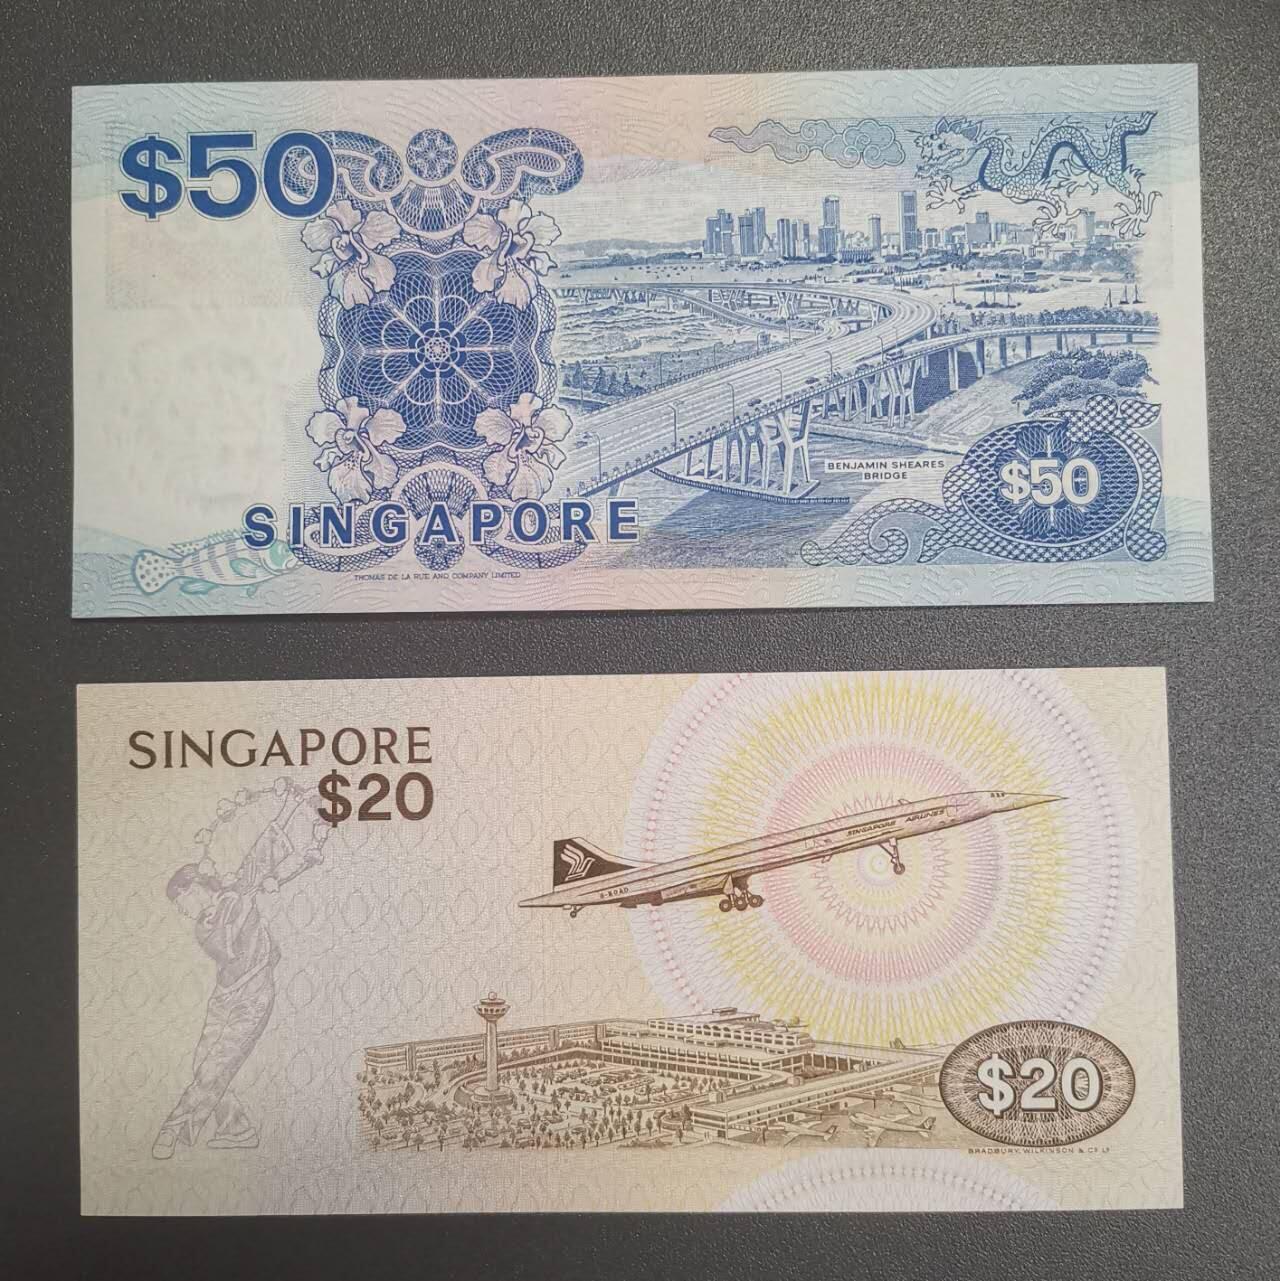 $50
BENJAMIN SHEARES
BRIDGE
$50
SINGAPORE
THOMAS DE LA RUE AND COMPANY LIMITED
SINGAPORE
$20
SINGAPORE AIRLINES
G-BOAD
$20
BRADBURY, WILKINSON & Cº Lᵈ